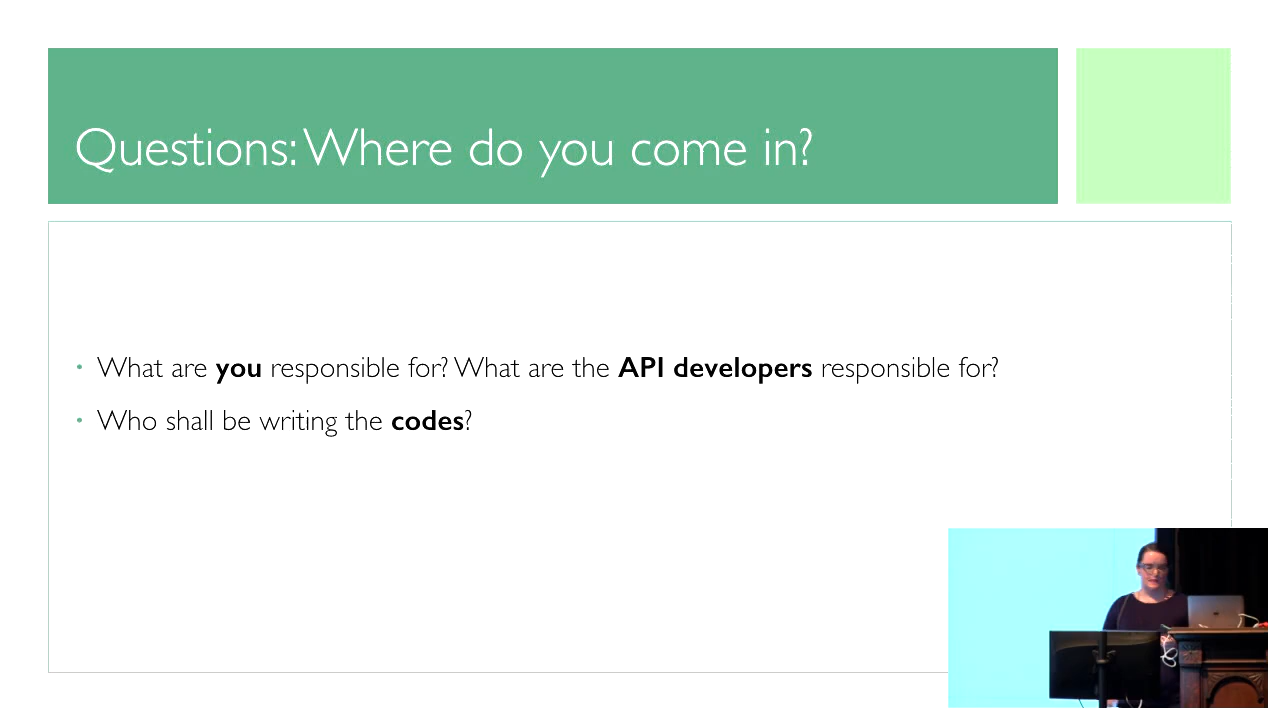 Questions: Where do you come in?
• What are you responsible for? What are the API developers responsible for?
• Who shall be writing the codes?